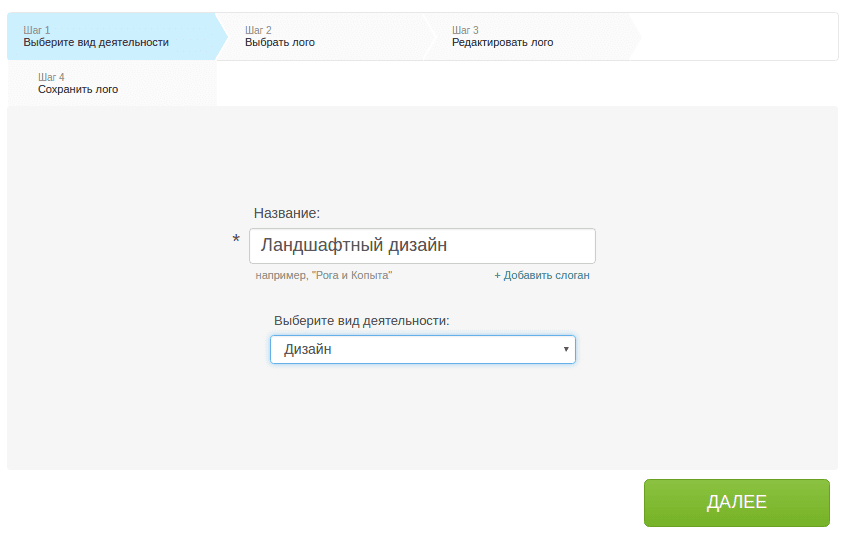 Шаг 1
Выберите вид деятельности
Шаг 2
Выбрать лого
Шаг 3
Редактировать лого
Шаг 4
Сохранить лого
Название:
* Ландшафтный дизайн
например, "Рога и Копыта" + Добавить слоган
Выберите вид деятельности:
Дизайн
ДАЛЕЕ